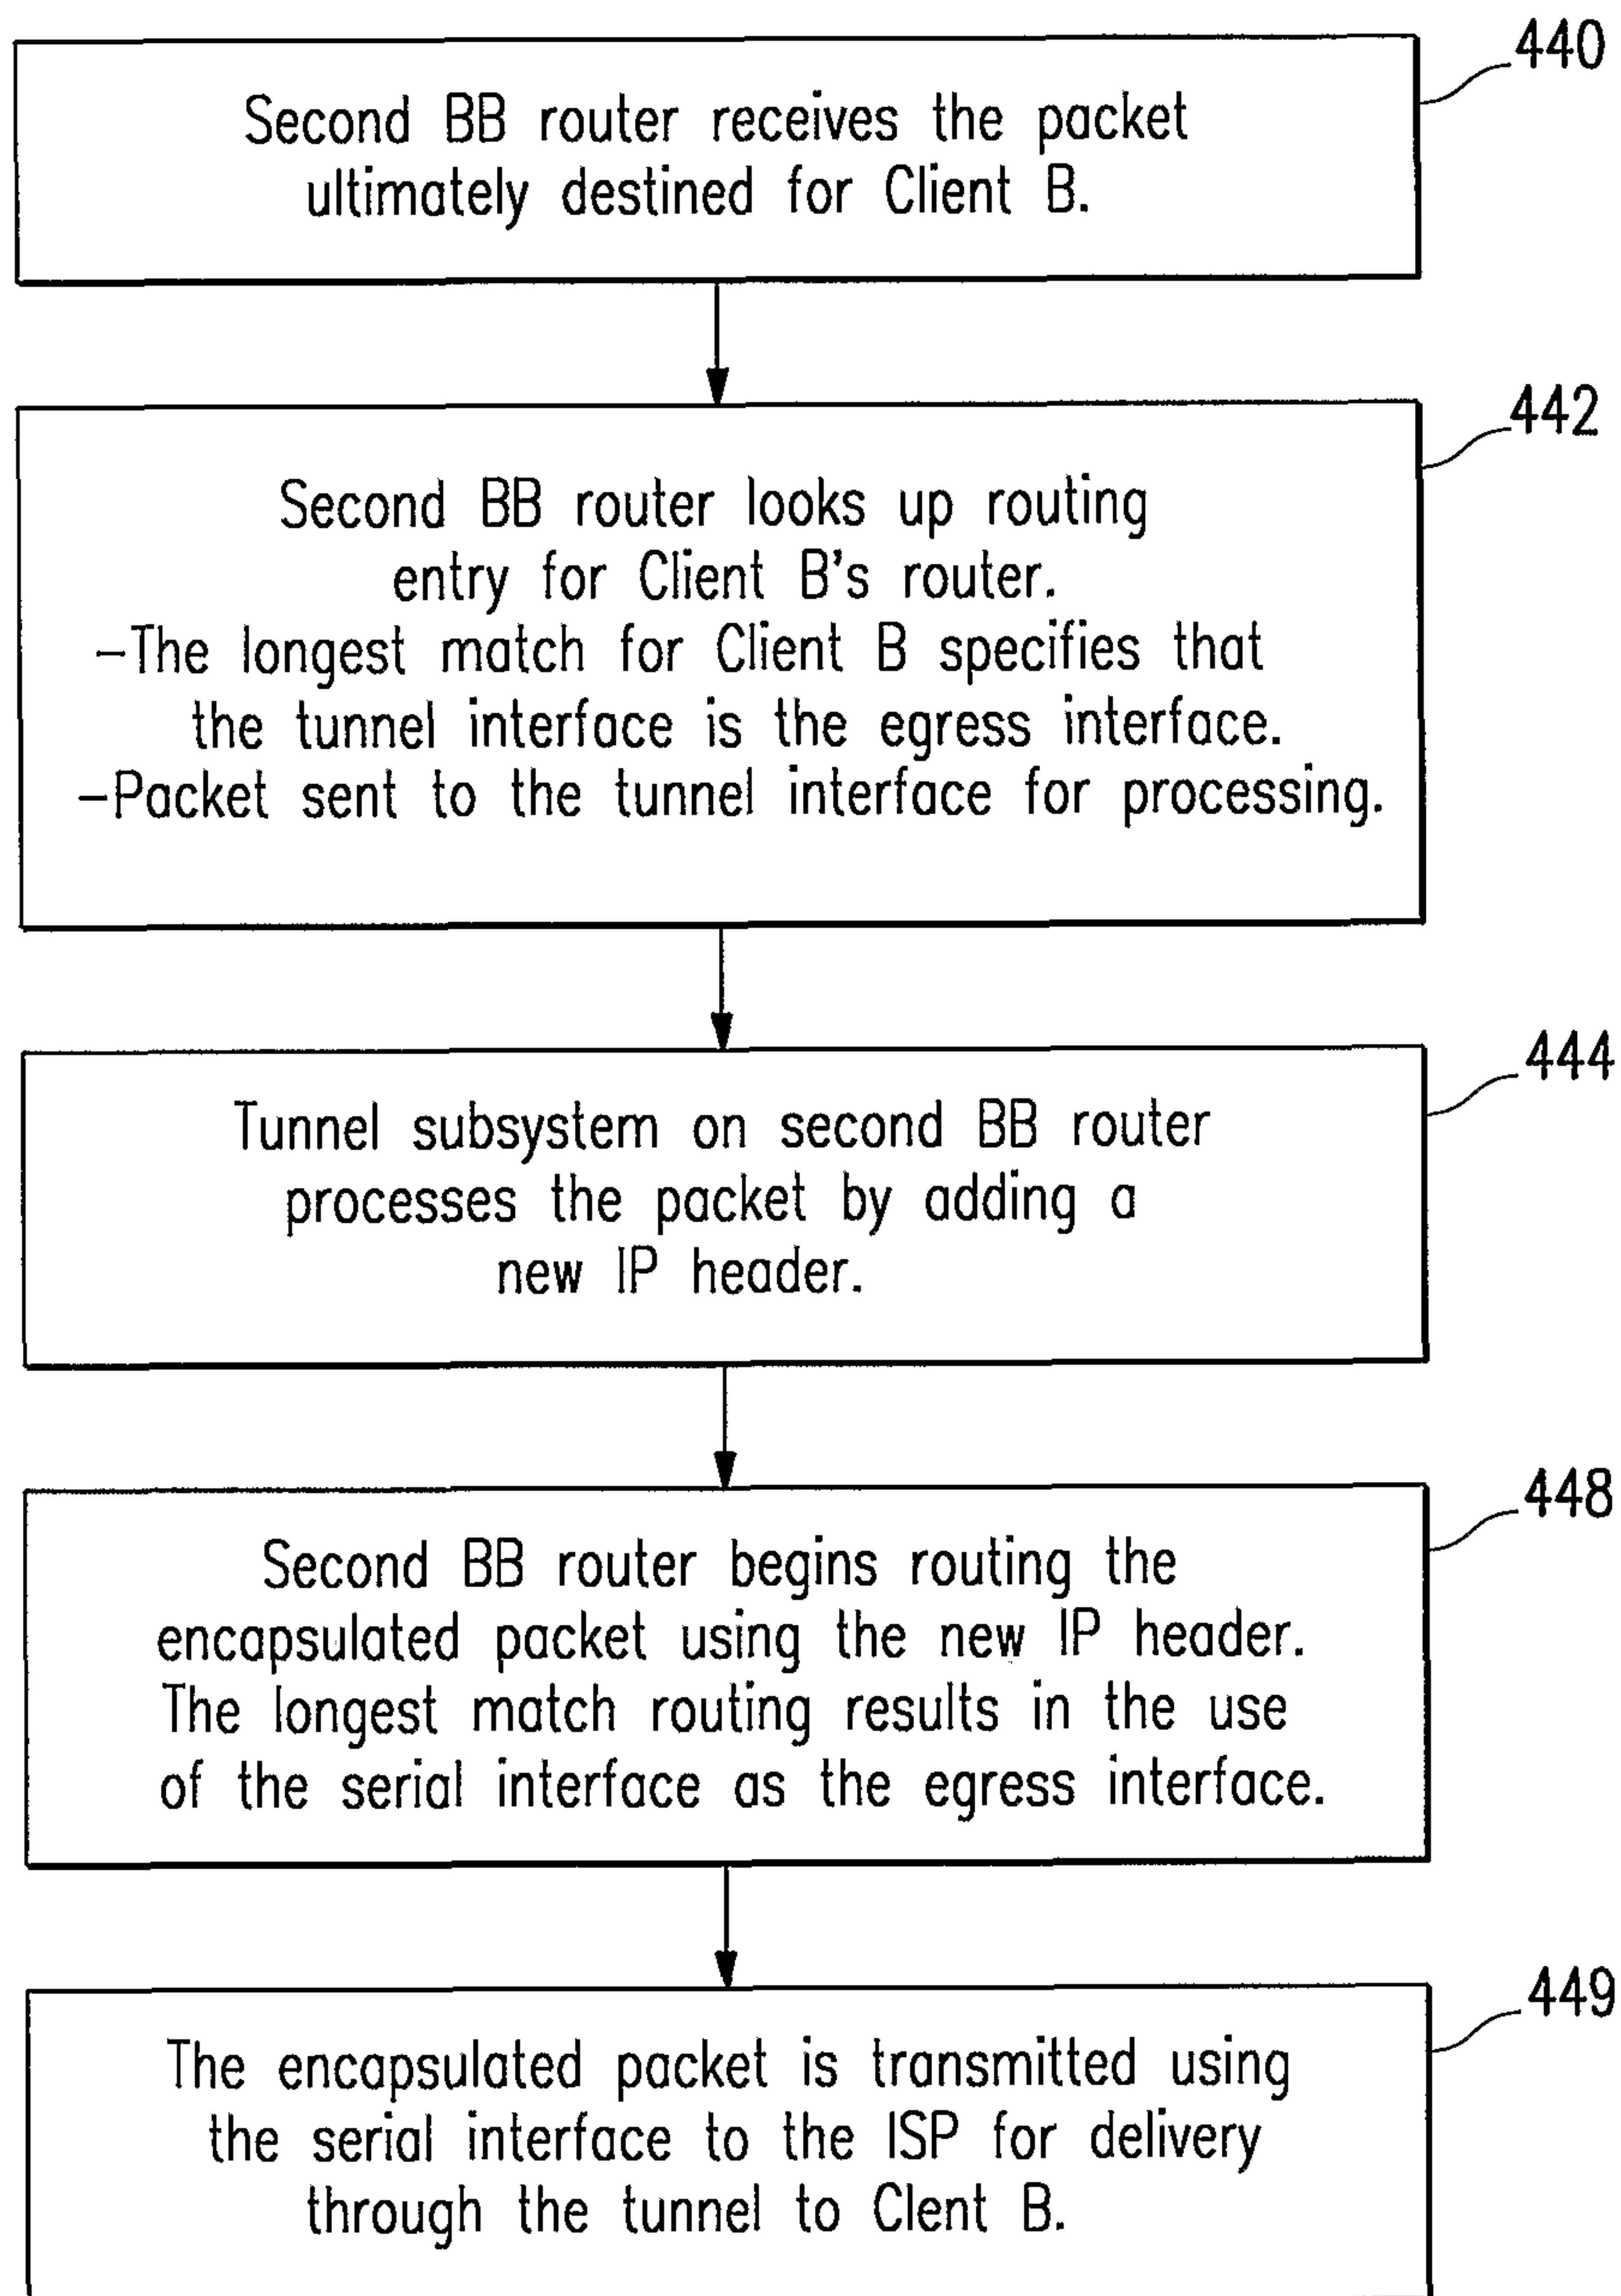 440
Second BB router receives the packet
ultimately destined for Client B.
442
Second BB router looks up routing
entry for Client B's router.
-The longest match for Client B specifies that
the tunnel interface is the egress interface.
-Packet sent to the tunnel interface for processing.
444
Tunnel subsystem on second BB router
processes the packet by adding a
new IP header.
448
Second BB router begins routing the
encapsulated packet using the new IP header.
The longest match routing results in the use
of the serial interface as the egress interface.
449
The encapsulated packet is transmitted using
the serial interface to the ISP for delivery
through the tunnel to Clent B.